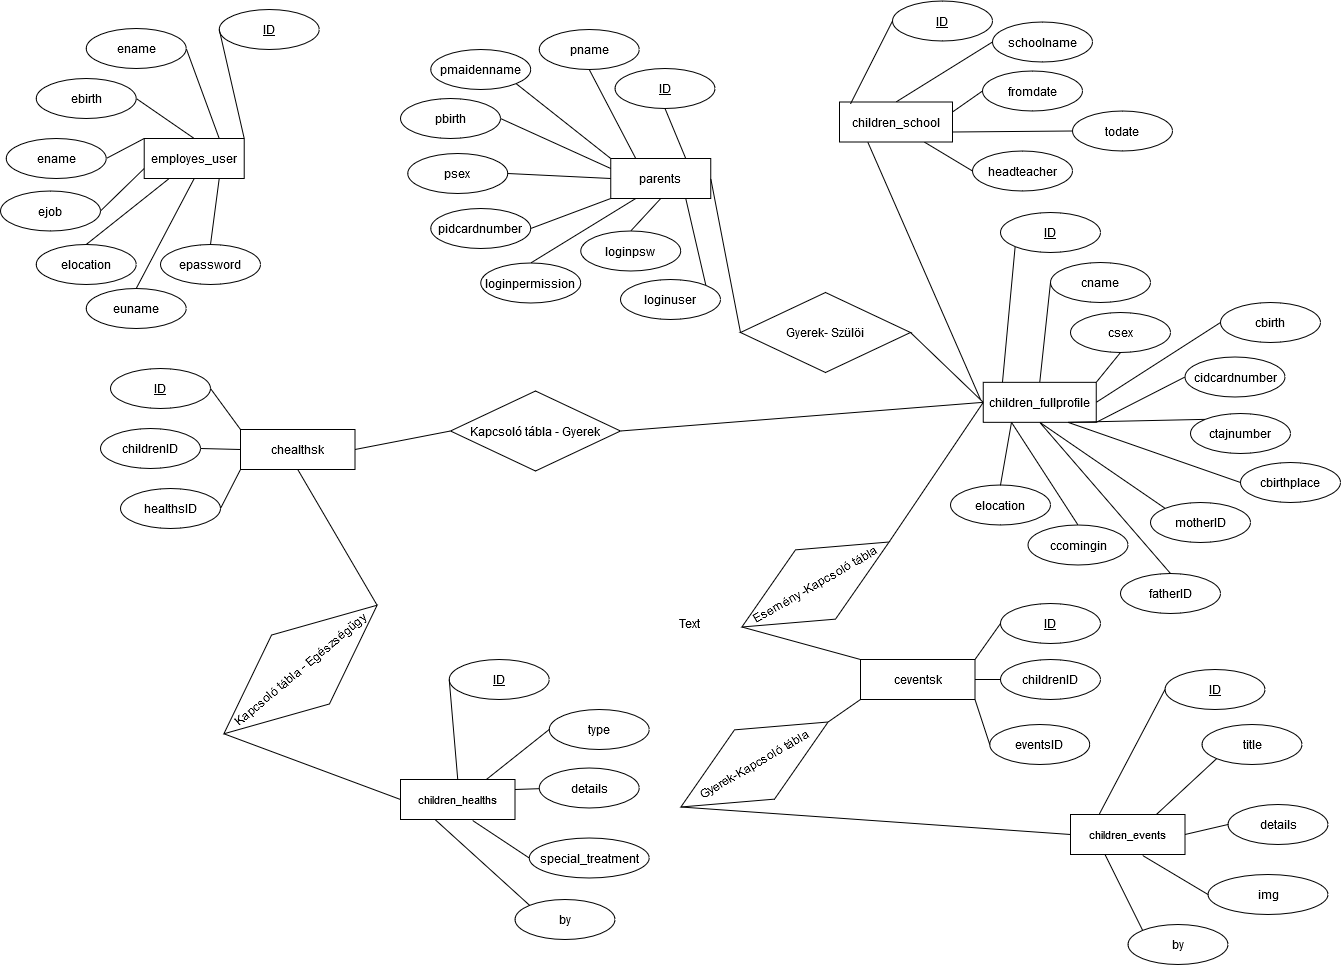 ID
ename
ebirth
ename
employes_user
ejob
elocation
epassword
euname
pname
pmaidenname
ID
pbirth
psex
parents
pidcardnumber
loginpsw
loginpermission
loginuser
ID
schoolname
fromdate
children_school
todate
headteacher
ID
cname
csex
cbirth
cidcardnumber
children_fullprofile
ctajnumber
cbirthplace
elocation
motherID
ccomingin
fatherID
Gyerek- Szülöi
ID
childrenID
chealthsk
healthsID
Kapcsoló tábla - Gyerek
Kapcsoló tábla - Egészségügy
Esemény-Kapcsoló tábla
Text
ID
ceventsk
childrenID
eventsID
Gyerek-Kapcsoló tábla
ID
type
details
children_healths
special_treatment
by
ID
title
details
children_events
img
by